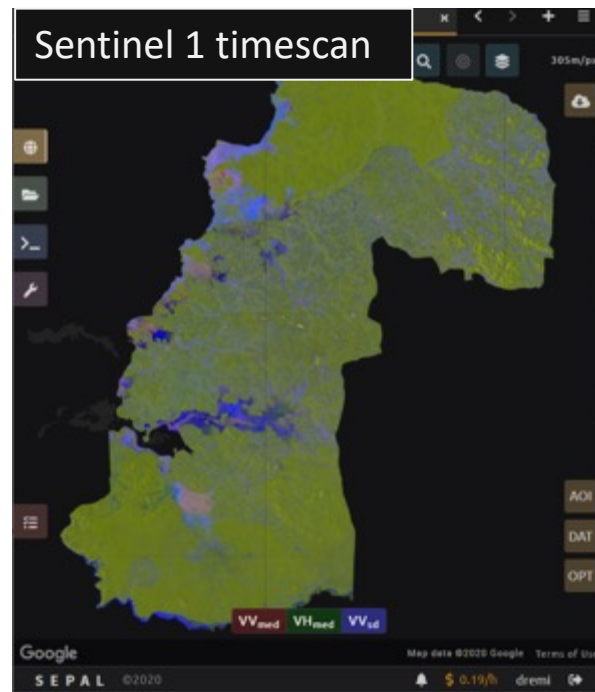 Sentinel 1 timescan
305m/px
AOI
DAT
OPT
VVmed VHmed VVsd
Google
Map data ©2020 Google Terms of Use
SEPAL ©2020
$ 0.19/h dremi